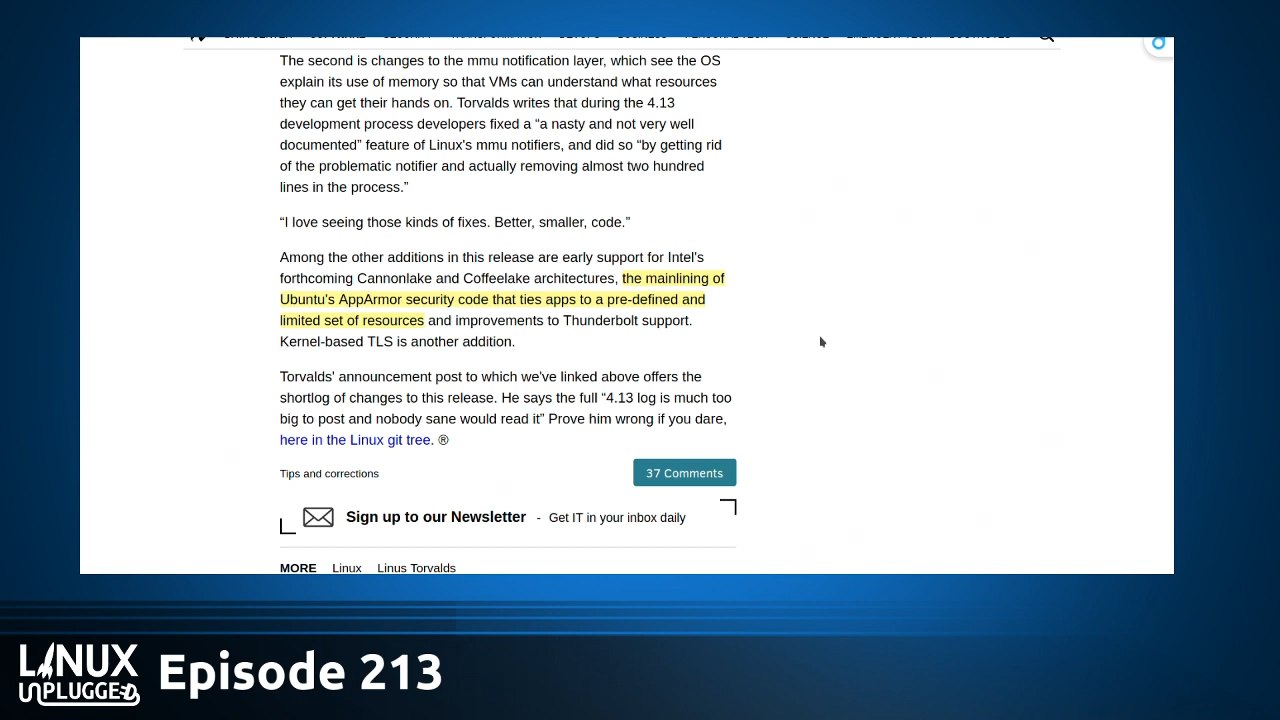 The second is changes to the mmu notification layer, which see the OS
explain its use of memory so that VMs can understand what resources
they can get their hands on. Torvalds writes that during the 4.13
development process developers fixed a “a nasty and not very well
documented” feature of Linux's mmu notifiers, and did so “by getting rid
of the problematic notifier and actually removing almost two hundred
lines in the process.”
“I love seeing those kinds of fixes. Better, smaller, code.”
Among the other additions in this release are early support for Intel's
forthcoming Cannonlake and Coffeelake architectures, the mainlining of
Ubuntu's AppArmor security code that ties apps to a pre-defined and
limited set of resources and improvements to Thunderbolt support.
Kernel-based TLS is another addition.
Torvalds' announcement post to which we've linked above offers the
shortlog of changes to this release. He says the full “4.13 log is much too
big to post and nobody sane would read it” Prove him wrong if you dare,
here in the Linux git tree. ®
Tips and corrections
37 Comments
Sign up to our Newsletter - Get IT in your inbox daily
MORE Linux Linus Torvalds
LINUX
UNPLUGGED
Episode 213